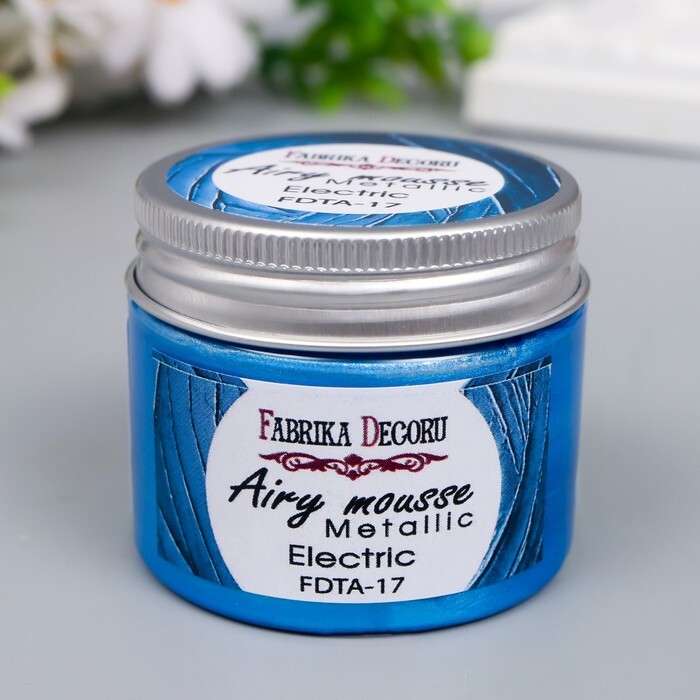 FABRIKA DECORU
Airy mousse
Metallic
Electric
FDTA-17
FABRIKA DECORU
Airy mousse
Metallic
Electric
FDTA-17